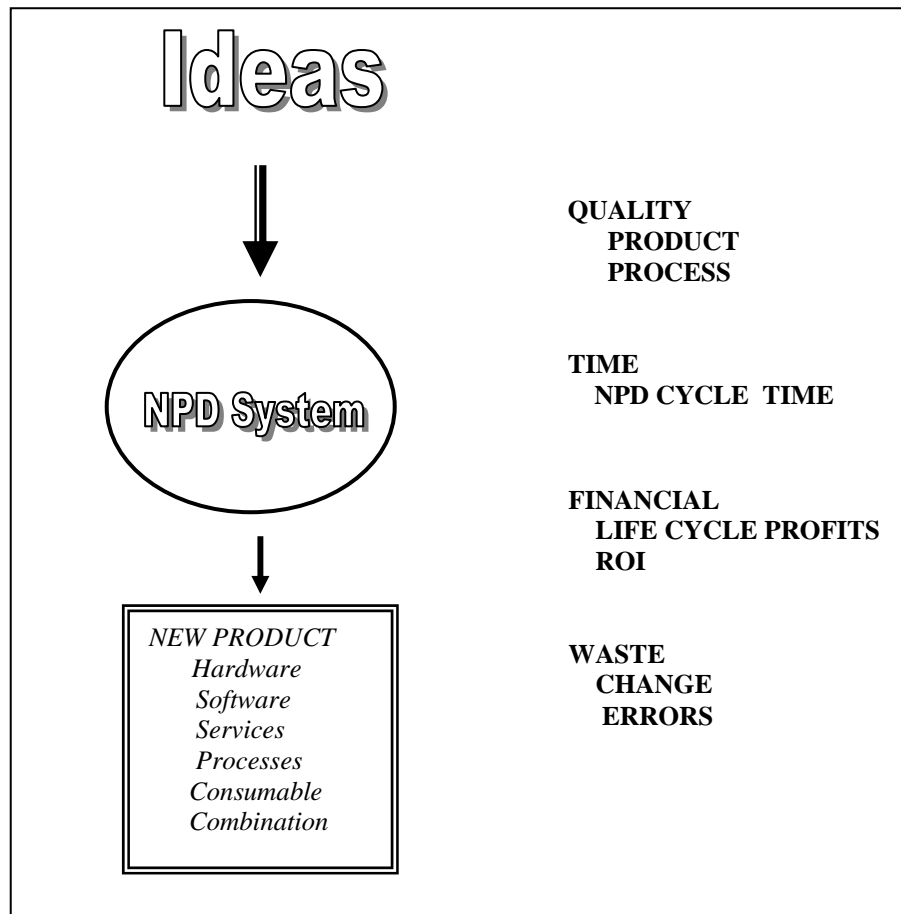 Ideas
NPD System
NEW PRODUCT
Hardware
Software
Services
Processes
Consumable
Combination
QUALITY
PRODUCT
PROCESS
TIME
NPD CYCLE TIME
FINANCIAL
LIFE CYCLE PROFITS
ROI
WASTE
CHANGE
ERRORS